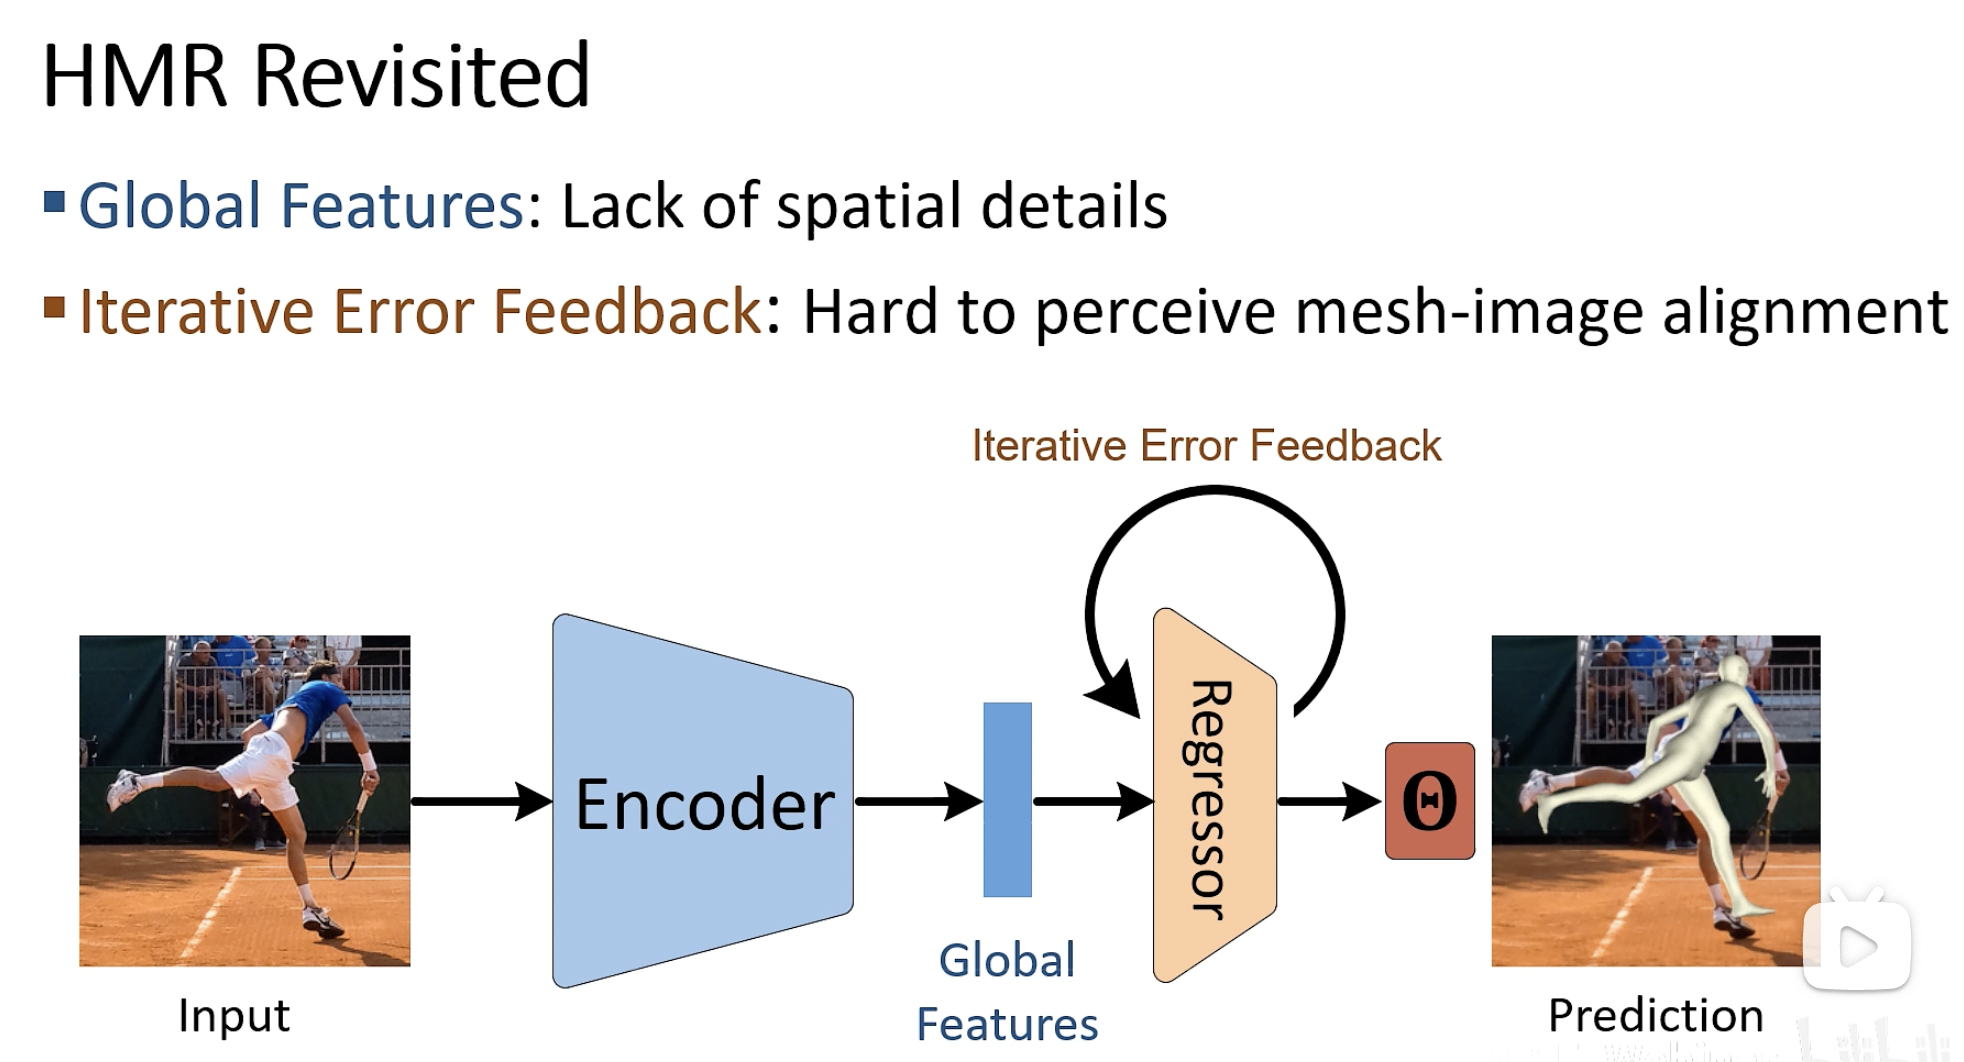 HMR Revisited
Global Features: Lack of spatial details
Iterative Error Feedback: Hard to perceive mesh-image alignment
Iterative Error Feedback
Encoder
Regressor
Θ
Global
Features
Input
Prediction